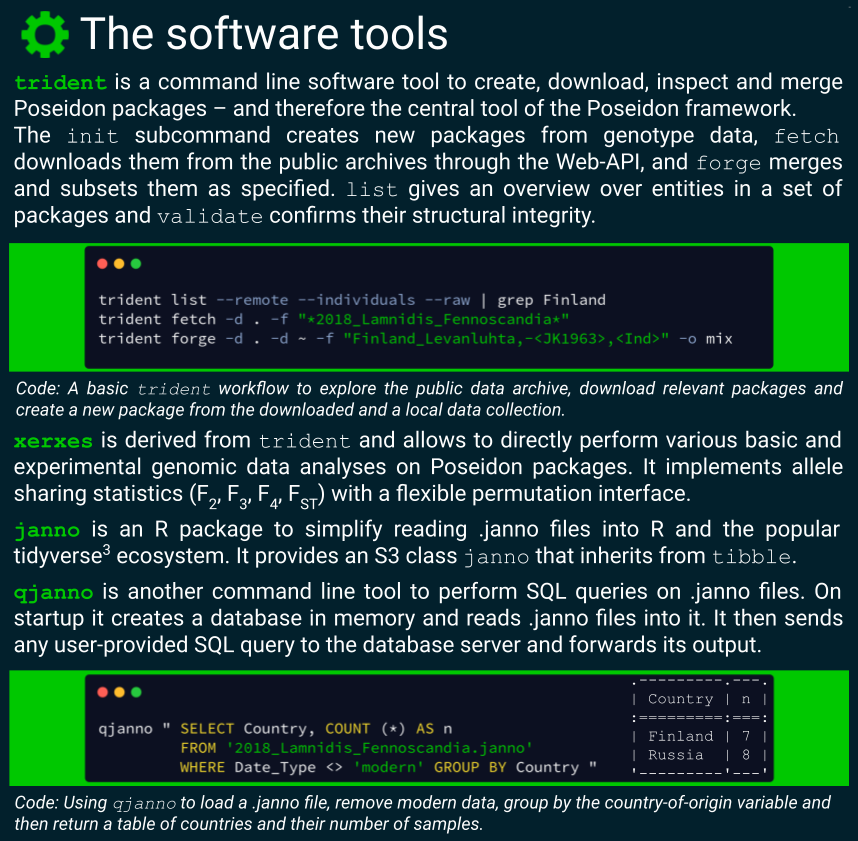 The software tools
trident is a command line software tool to create, download, inspect and merge
Poseidon packages – and therefore the central tool of the Poseidon framework.
The init subcommand creates new packages from genotype data, fetch
downloads them from the public archives through the Web-API, and forge merges
and subsets them as specified. list gives an overview over entities in a set of
packages and validate confirms their structural integrity.
trident list --remote --individuals --raw | grep Finland
trident fetch -d . -f "*2018_Lamnidis_Fennoscandia*"
trident forge -d . -d ~ -f "Finland_Levanluhta,-<JK1963>,<Ind>" -o mix
Code: A basic trident workflow to explore the public data archive, download relevant packages and
create a new package from the downloaded and a local data collection.
xerxes is derived from trident and allows to directly perform various basic and
experimental genomic data analyses on Poseidon packages. It implements allele
sharing statistics (F2, F3, F4, FST) with a flexible permutation interface.
janno is an R package to simplify reading .janno files into R and the popular
tidyverse3 ecosystem. It provides an S3 class janno that inherits from tibble.
qjanno is another command line tool to perform SQL queries on .janno files. On
startup it creates a database in memory and reads .janno files into it. It then sends
any user-provided SQL query to the database server and forwards its output.
qjanno " SELECT Country, COUNT (*) AS n
FROM '2018_Lamnidis_Fennoscandia.janno'
WHERE Date_Type <> 'modern' GROUP BY Country "
.---------.---.
| Country | n |
:=========:===:
| Finland | 7 |
| Russia | 8 |
'---------'---'
Code: Using qjanno to load a .janno file, remove modern data, group by the country-of-origin variable and
then return a table of countries and their number of samples.